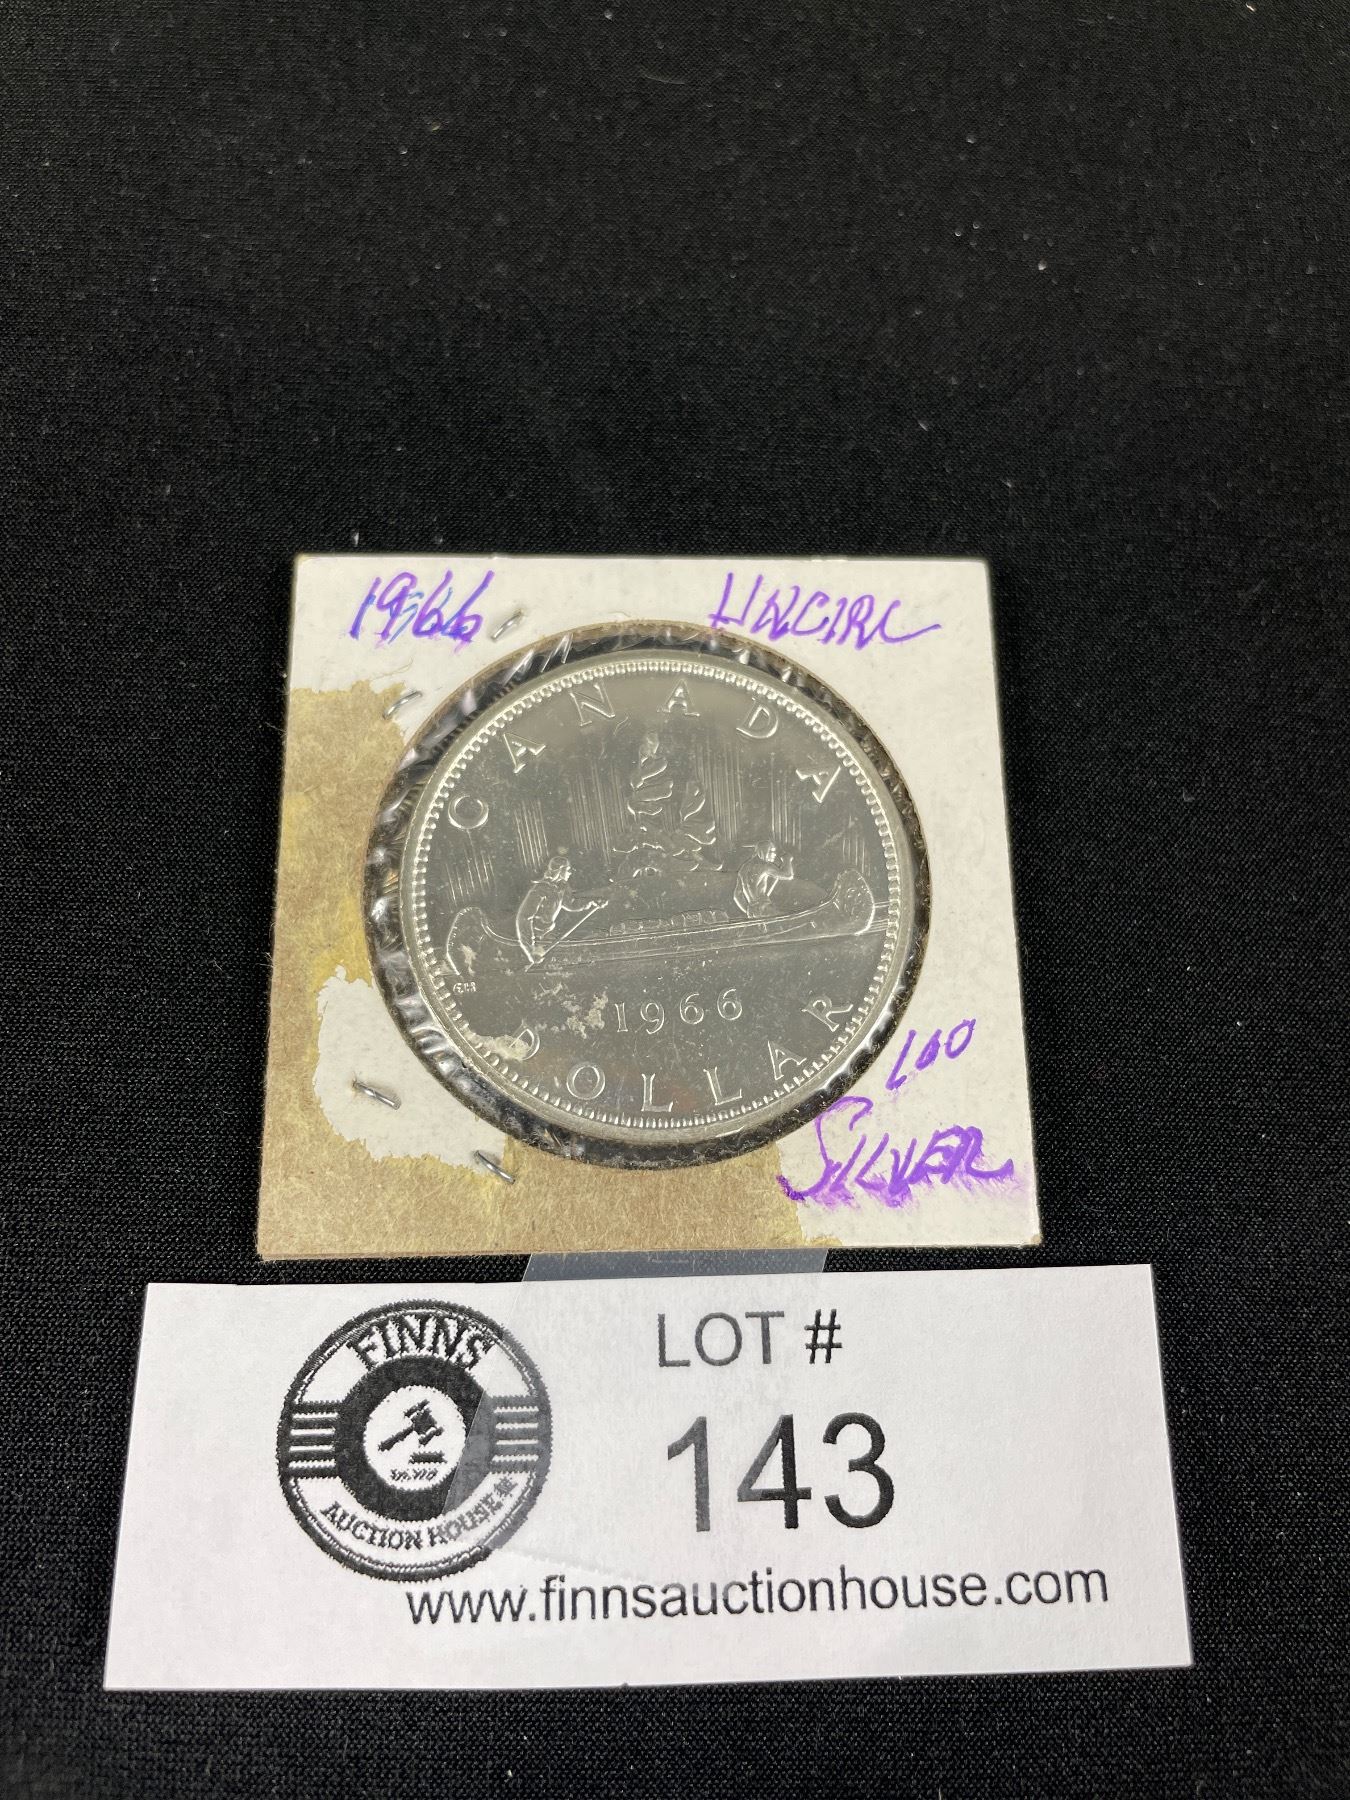 1966 UNCIRC
CANADA
1966
DOLLAR
SILVER
FINNS
AUCTION HOUSE
LOT #
143
www.finnsauctionhouse.com